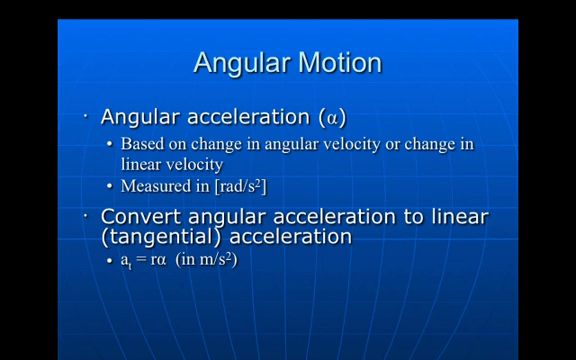 Angular Motion
• Angular acceleration (α)
• Based on change in angular velocity or change in
linear velocity
• Measured in [rad/s²]
• Convert angular acceleration to linear
(tangential) acceleration
• aₜ = rα (in m/s²)